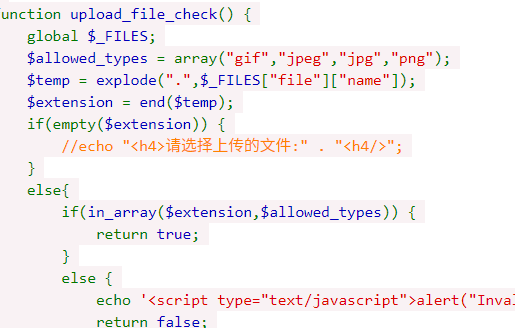 function upload_file_check() {
global $_FILES;
$allowed_types = array("gif","jpeg","jpg","png");
$temp = explode(".",$_FILES["file"]["name"]);
$extension = end($temp);
if(empty($extension)) {
//echo "<h4>请选择上传的文件:" . "<h4/>";
}
else{
if(in_array($extension,$allowed_types)) {
return true;
}
else {
echo '<script type="text/javascript">alert("Inval
return false;